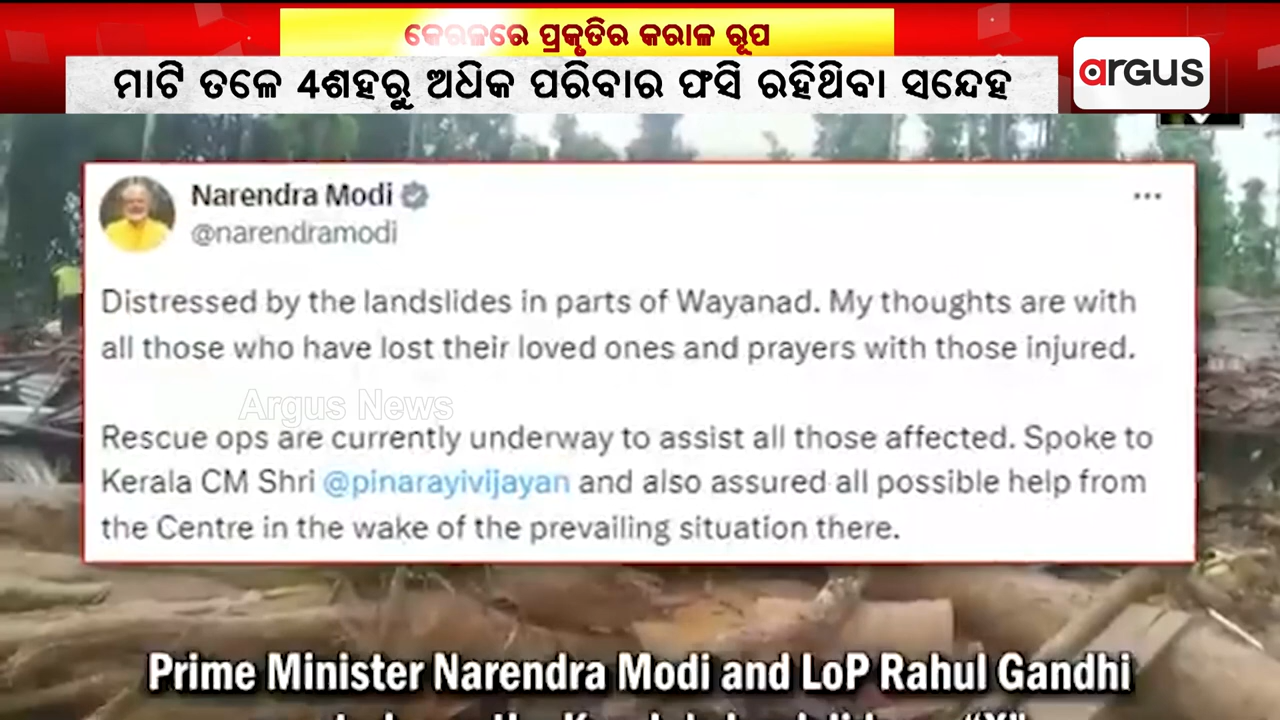 କେରଳରେ ପ୍ରକୃତିର କରାଳ ରୂପ
ମାଟି ତଳେ 4ଶହରୁ ଅଧିକ ପରିବାର ଫସି ରହିଥିବା ସନ୍ଦେହ
argus
Narendra Modi
@narendramodi
Distressed by the landslides in parts of Wayanad. My thoughts are with
all those who have lost their loved ones and prayers with those injured.
Argus News
Rescue ops are currently underway to assist all those affected. Spoke to
Kerala CM Shri @pinarayivijayan and also assured all possible help from
the Centre in the wake of the prevailing situation there.
Prime Minister Narendra Modi and LoP Rahul Gandhi